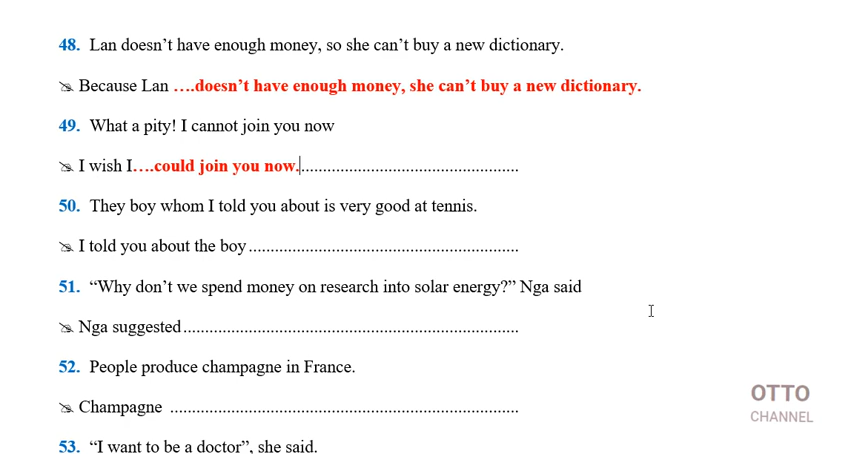 48. Lan doesn’t have enough money, so she can’t buy a new dictionary.
Because Lan ….doesn’t have enough money, she can’t buy a new dictionary.
49. What a pity! I cannot join you now
I wish I….could join you now...................................................
50. They boy whom I told you about is very good at tennis.
I told you about the boy.............................................................
51. “Why don’t we spend money on research into solar energy?” Nga said
Nga suggested............................................................................
52. People produce champagne in France.
Champagne ...............................................................................
53. “I want to be a doctor”, she said.
OTTO
CHANNEL